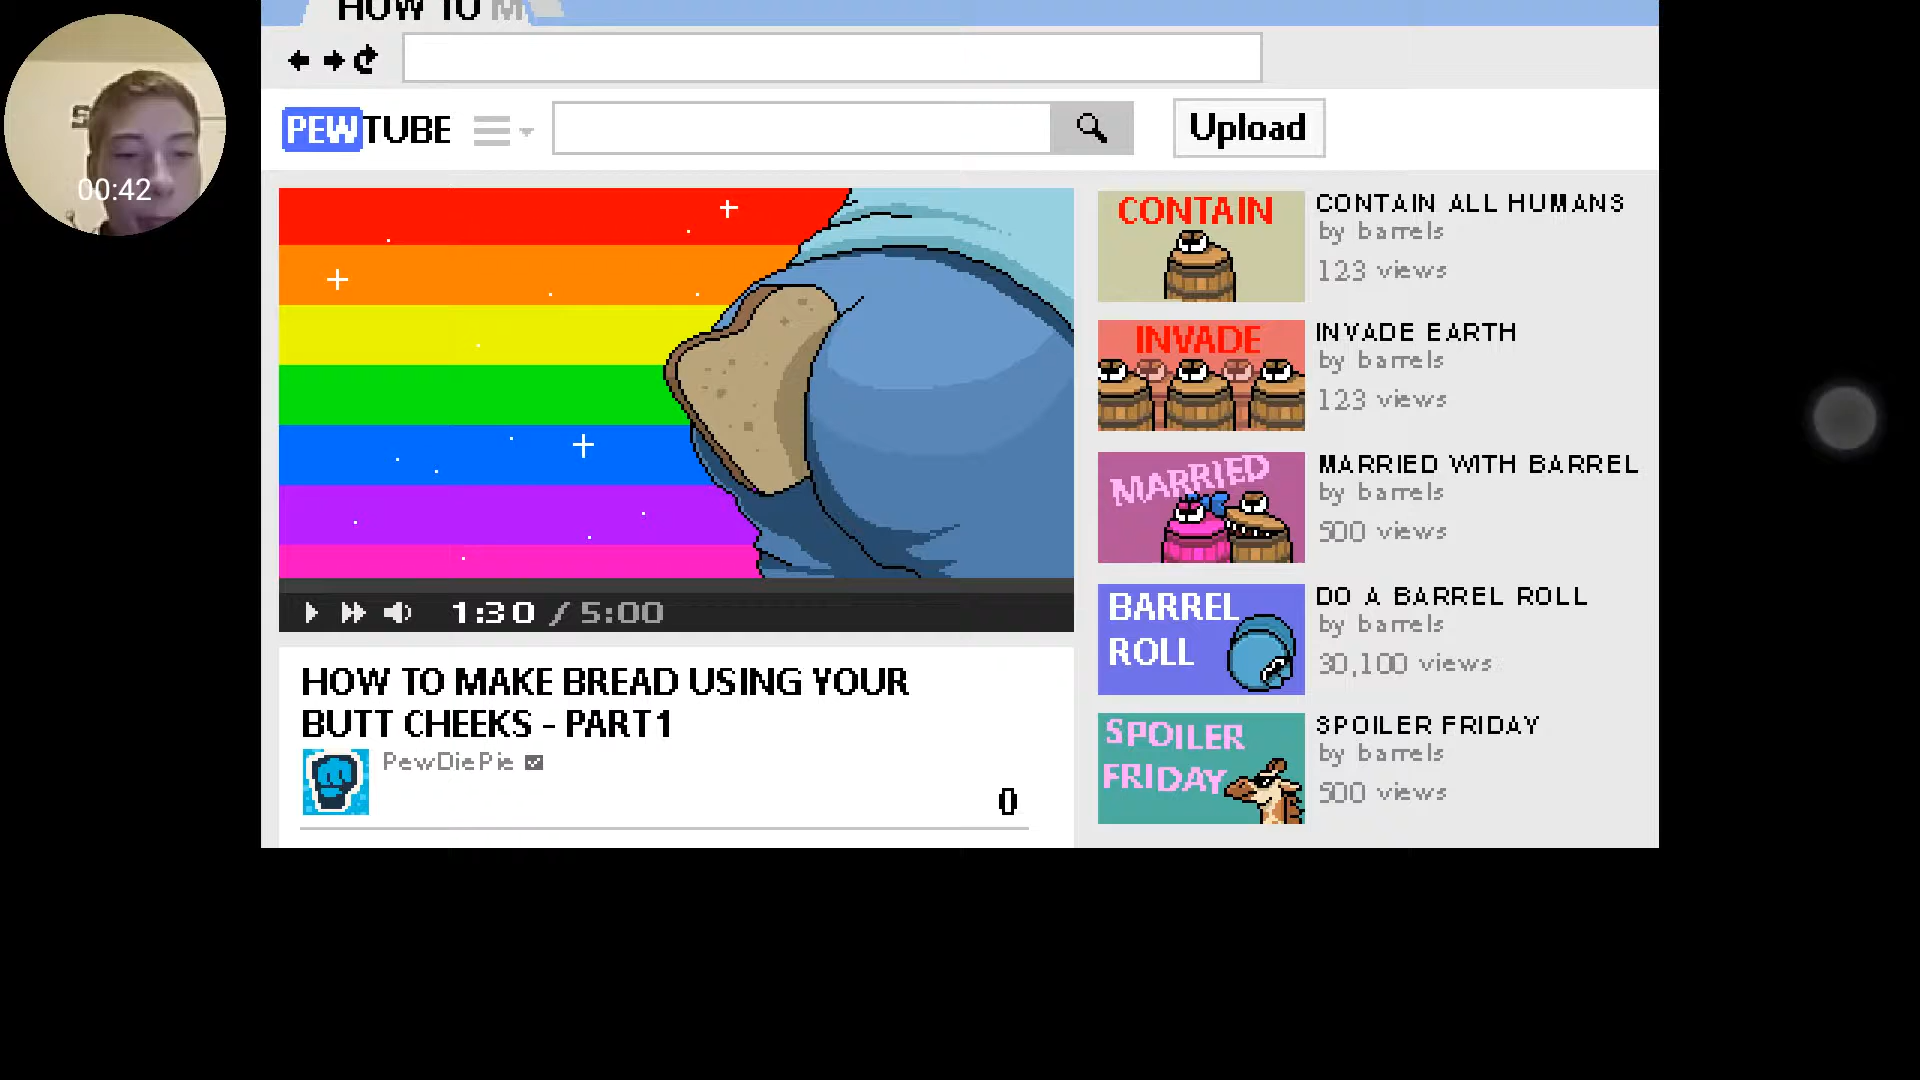 HOW TO M
PEWTUBE
Upload
00:42
CONTAIN
CONTAIN ALL HUMANS
by barrels
123 views
INVADE
INVADE EARTH
by barrels
123 views
MARRIED
MARRIED WITH BARREL
by barrels
500 views
BARREL
ROLL
DO A BARREL ROLL
by barrels
30,100 views
SPOILER
FRIDAY
SPOILER FRIDAY
by barrels
500 views
1:30 / 5:00
HOW TO MAKE BREAD USING YOUR
BUTT CHEEKS - PART1
PewDiePie
0